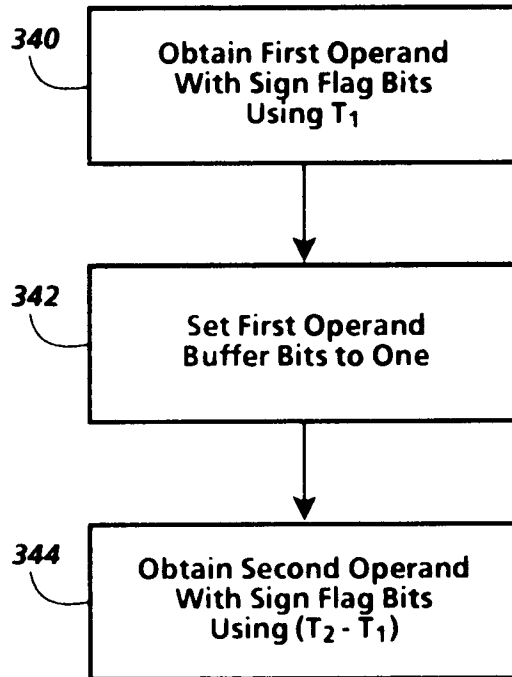 340
Obtain First Operand
With Sign Flag Bits
Using T₁
342
Set First Operand
Buffer Bits to One
344
Obtain Second Operand
With Sign Flag Bits
Using (T₂ - T₁)